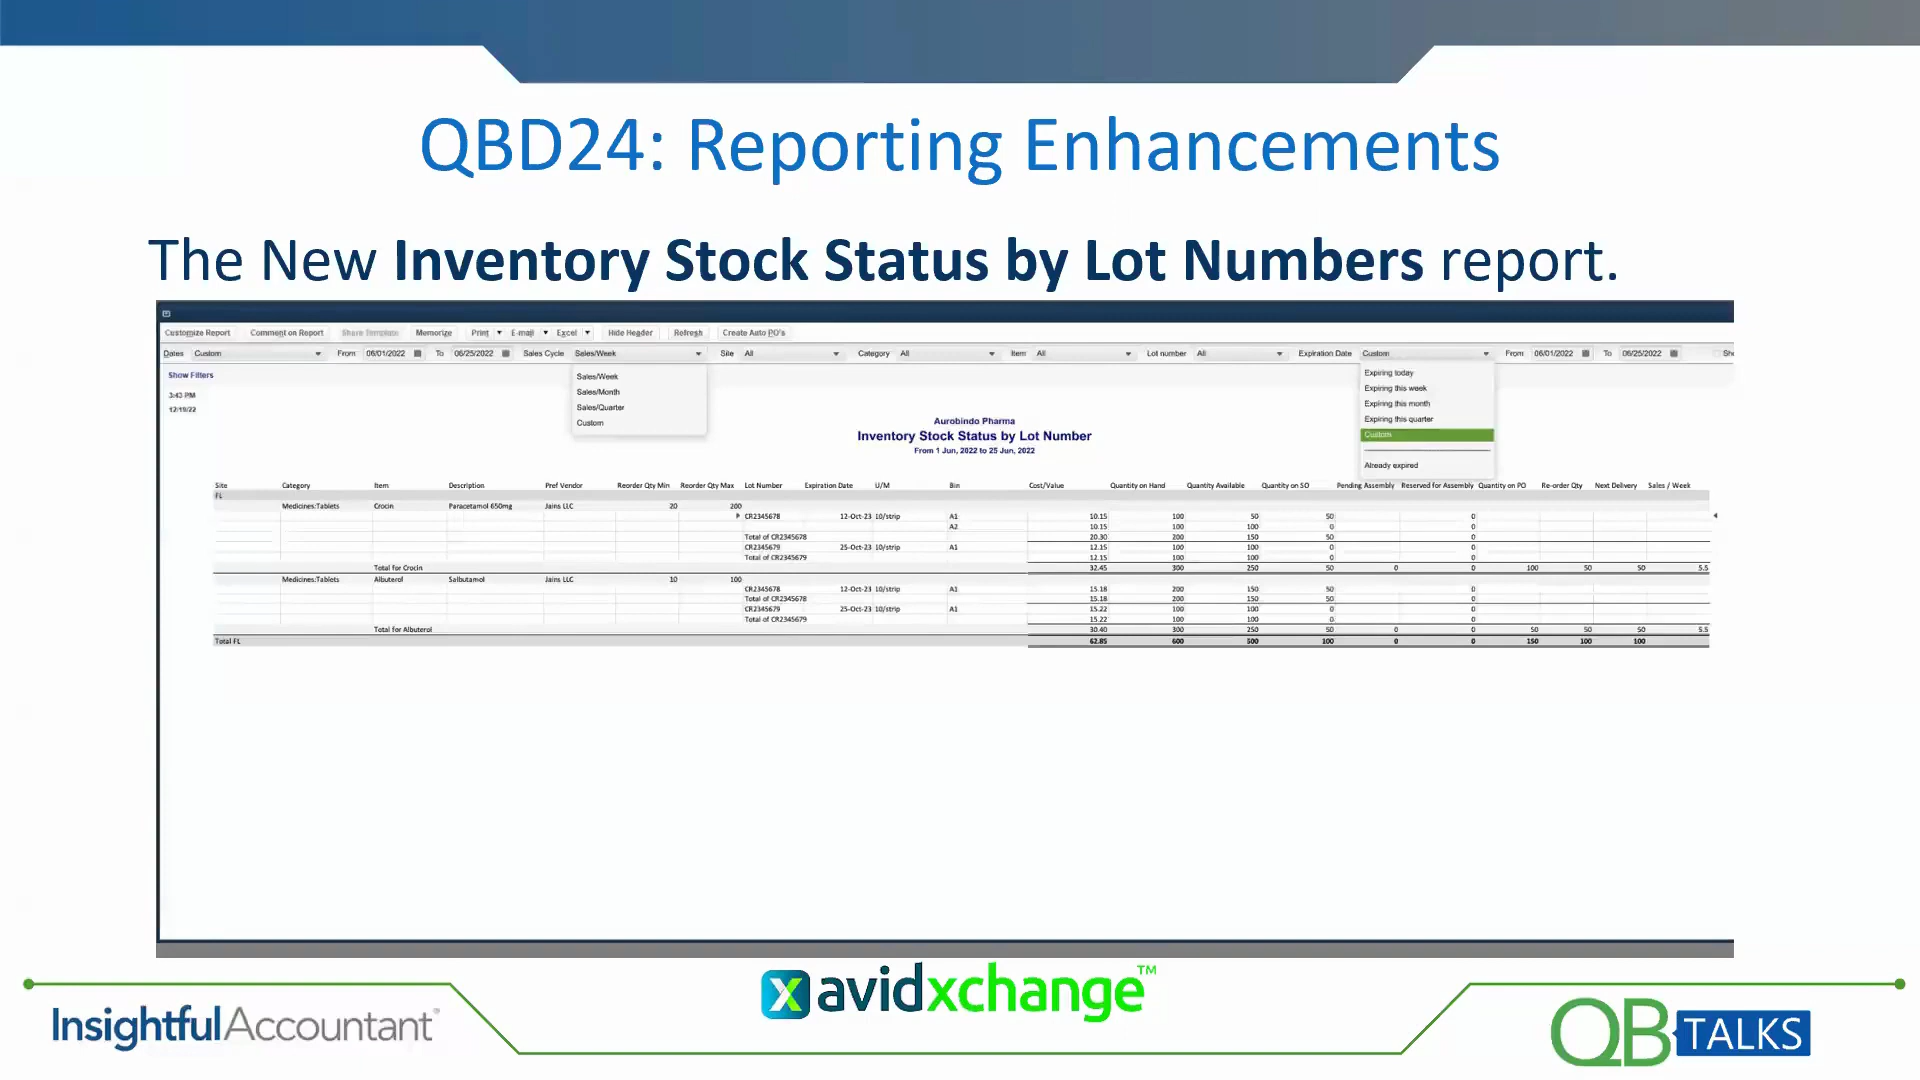 QBD24: Reporting Enhancements
The New Inventory Stock Status by Lot Numbers report.
Customize Report Comment on Report Share Template Memorize Print E-mail Excel Hide Header Refresh Create Auto PO's
Dates Custom From 06/01/2022 To 06/25/2022 Sales Cycle Sales/Week Site All Category All Item All Lot number All Expiration Date Custom From 06/01/2022 To 06/25/2022 Sh
Show Filters
Sales/Week
Sales/Month
Sales/Quarter
Custom
Expiring today
Expiring this week
Expiring this month
Expiring this quarter
Custom
Already expired
3:43 PM
12/19/22
Aurobindo Pharma
Inventory Stock Status by Lot Number
From 1 Jun, 2022 to 25 Jun, 2022
Site Category Item Description Pref Vendor Reorder Qty Min Reorder Qty Max Lot Number Expiration Date U/M Bin Cost/Value Quantity on Hand Quantity Available Quantity on SO Pending Assembly Reserved for Assembly Quantity on PO Re-order Qty Next Delivery Sales / Week
FL
Medicines:Tablets Crocin Paracetamol 650mg Jains LLC 20 200
CR2345678 12-Oct-23 10/strip A1 10.15 100 50 50 0
A2 10.15 100 100 0 0
Total of CR2345678 20.30 200 150 50 0
CR2345679 25-Oct-23 10/strip A1 12.15 100 100 0 0
Total of CR2345679 12.15 100 100 0 0
Total for Crocin 32.45 300 250 50 0 0 100 50 50 5.5
Medicines:Tablets Albuterol Salbutamol Jains LLC 10 100
CR2345678 12-Oct-23 10/strip A1 15.18 200 150 50 0
Total of CR2345678 15.18 200 150 50 0
CR2345679 25-Oct-23 10/strip A1 15.22 100 100 0 0
Total of CR2345679 15.22 100 100 0 0
Total for Albuterol 30.40 300 250 50 0 0 50 50 50 5.5
Total FL 62.85 600 500 100 0 0 150 100 100
avidxchange™
InsightfulAccountant
QB TALKS